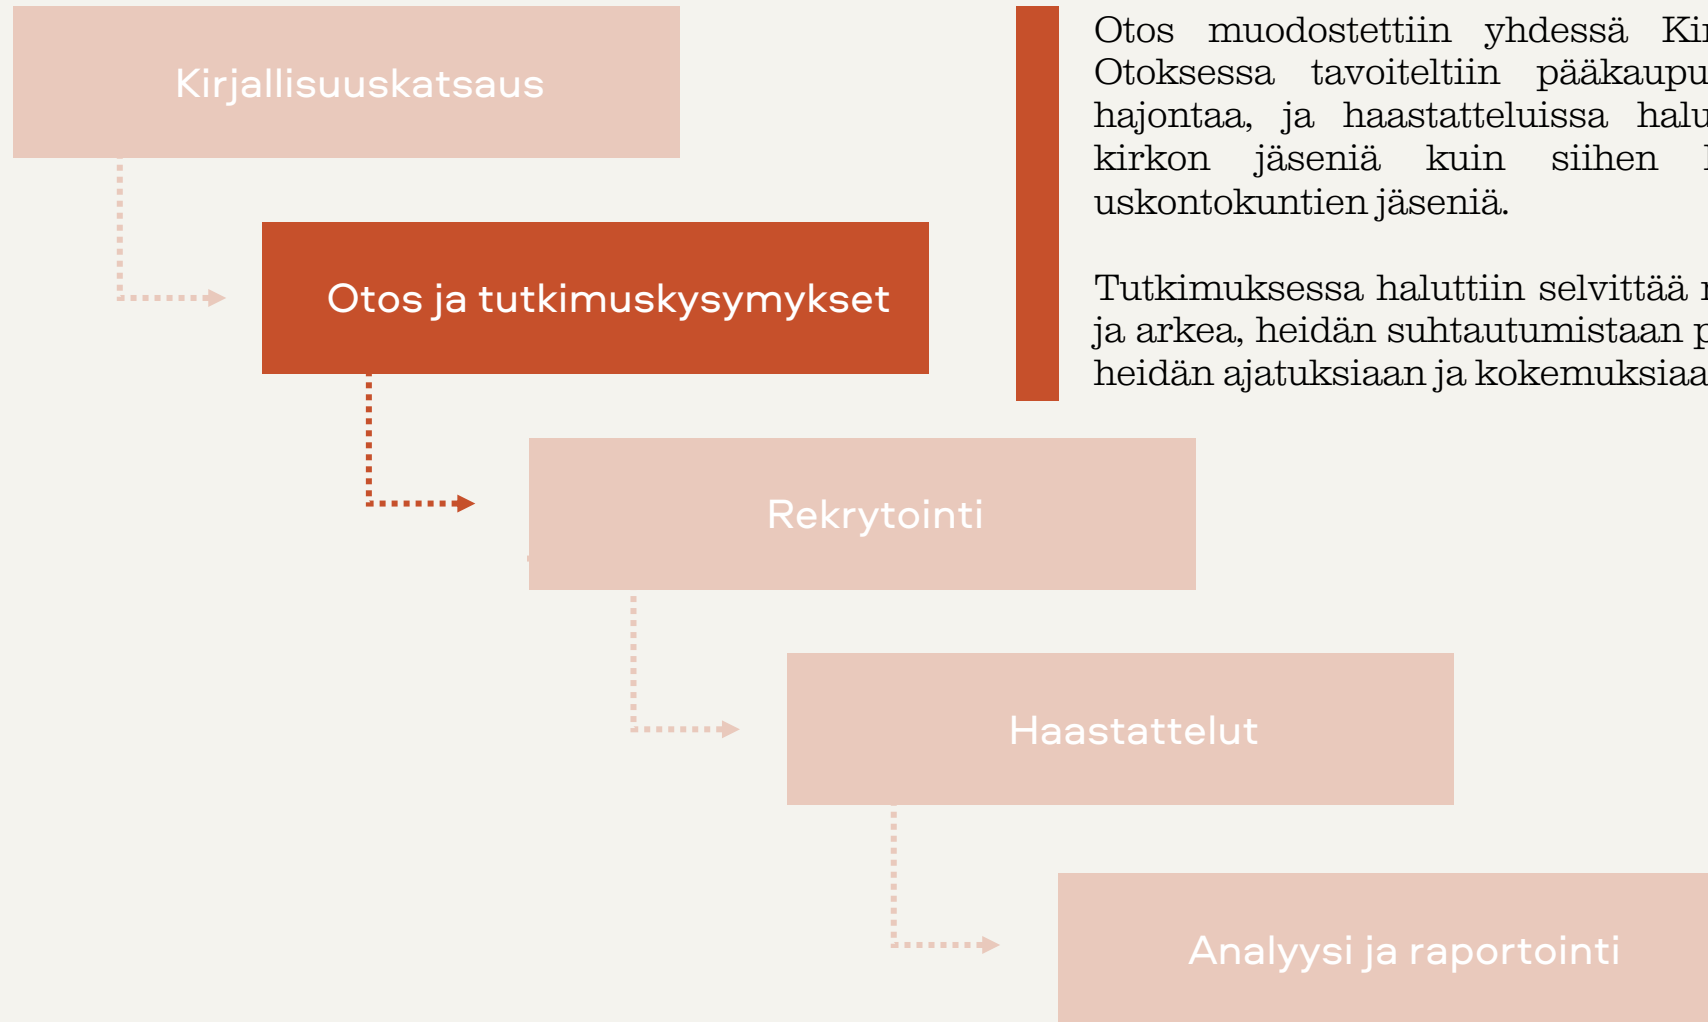 Kirjallisuuskatsaus
Otos muodostettiin yhdessä
Otoksessa tavoiteltiin
hajontaa, ja haastatteluissa
kirkon jäseniä kuin siihen
uskontokuntien jäseniä.
Tutkimuksessa haluttiin selvittää
ja arkea, heidän suhtautumistaan
heidän ajatuksiaan ja
Otos ja tutkimuskysymykset
Rekrytointi
Haastattelut
Analyysi ja raportointi